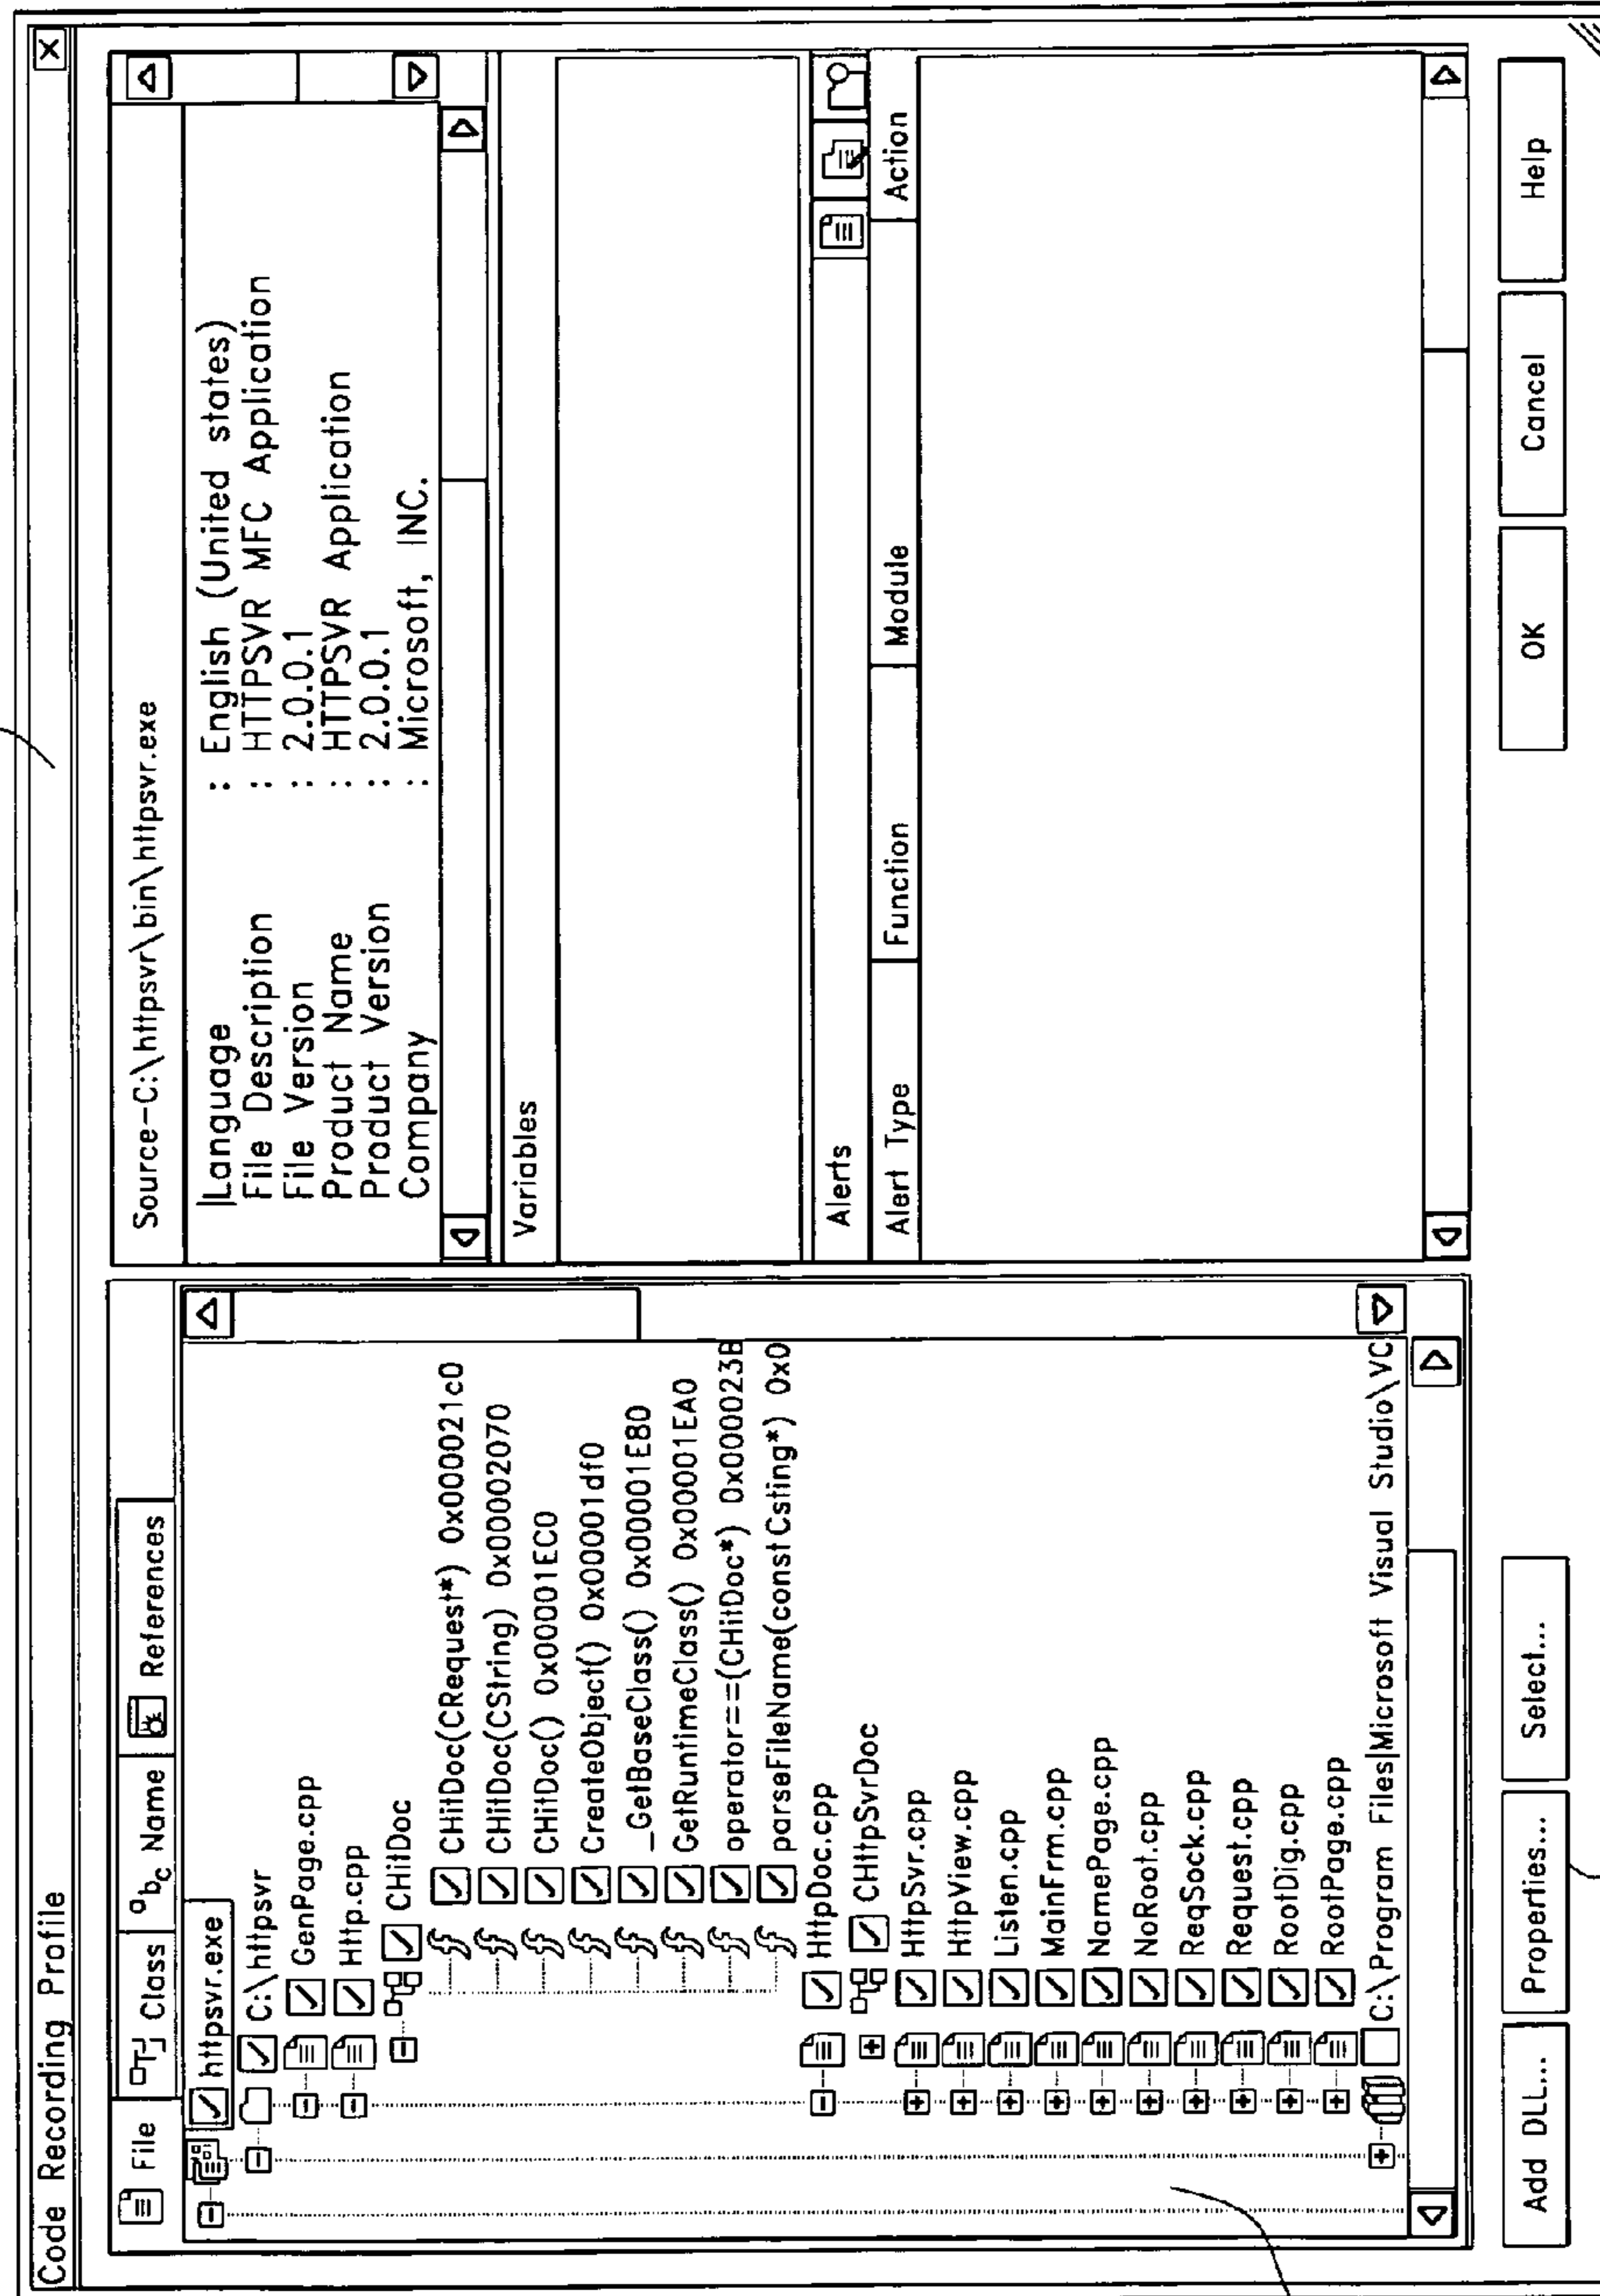 Code Recording Profile
File
Class
abc Name
References
httpsvr.exe
C:\httpsvr
GenPage.cpp
Http.cpp
CHitDoc
CHitDoc(CRequest*) 0x000021c0
CHitDoc(CString) 0x00002070
CHitDoc() 0x00001EC0
CreateObject() 0x00001df0
_GetBaseClass() 0x00001E80
GetRuntimeClass() 0x00001EA0
operator==(CHitDoc*) 0x000023B
parseFileName(const Csting*) 0x0
HttpDoc.cpp
CHttpSvrDoc
HttpSvr.cpp
HttpView.cpp
Listen.cpp
MainFrm.cpp
NamePage.cpp
NoRoot.cpp
ReqSock.cpp
Request.cpp
RootDig.cpp
RootPage.cpp
C:\Program Files|Microsoft Visual Studio\VC
Source-C:\httpsvr\bin\httpsvr.exe
Language : English (United states)
File Description : HTTPSVR MFC Application
File Version : 2.0.0.1
Product Name : HTTPSVR Application
Product Version : 2.0.0.1
Company : Microsoft, INC.
Variables
Alerts
Alert Type
Function
Module
Action
Add DLL...
Properties...
Select...
OK
Cancel
Help